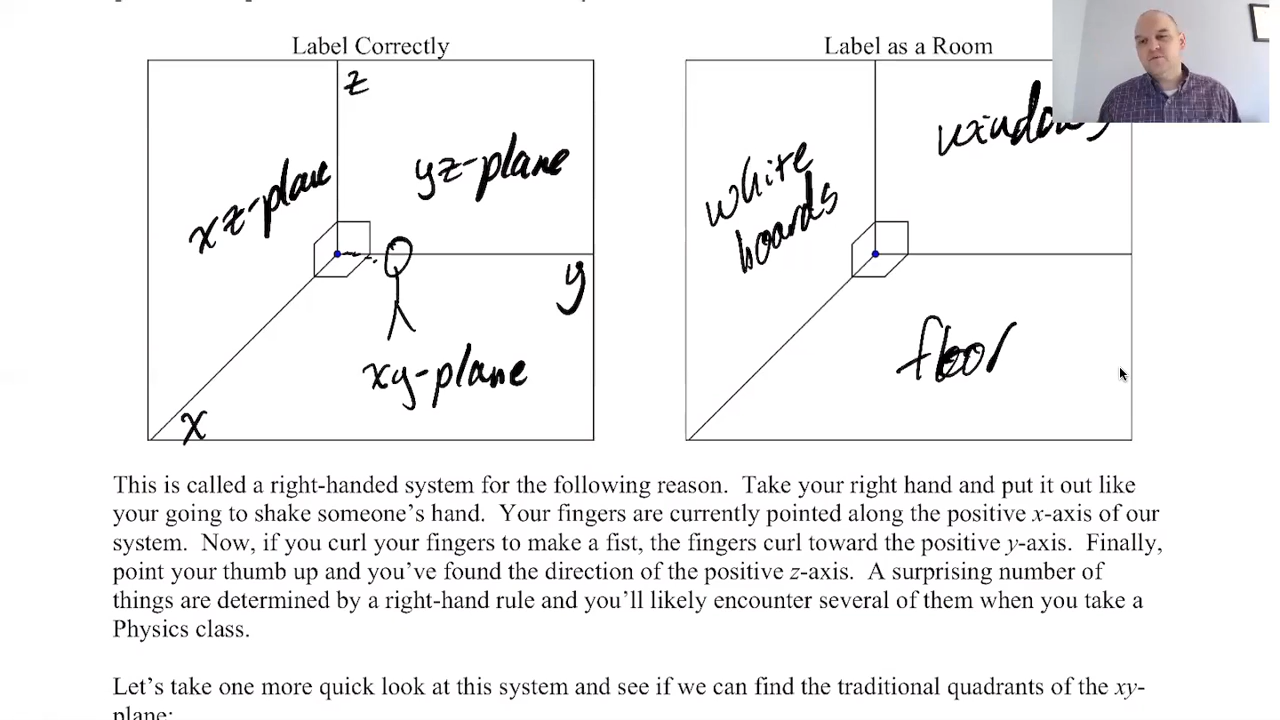 Label Correctly
Label as a Room
z
xz-plane
yz-plane
y
xy-plane
x
white
boards
windows
floor
This is called a right-handed system for the following reason. Take your right hand and put it out like
your going to shake someone's hand. Your fingers are currently pointed along the positive x-axis of our
system. Now, if you curl your fingers to make a fist, the fingers curl toward the positive y-axis. Finally,
point your thumb up and you've found the direction of the positive z-axis. A surprising number of
things are determined by a right-hand rule and you'll likely encounter several of them when you take a
Physics class.
Let's take one more quick look at this system and see if we can find the traditional quadrants of the xy-
plane: